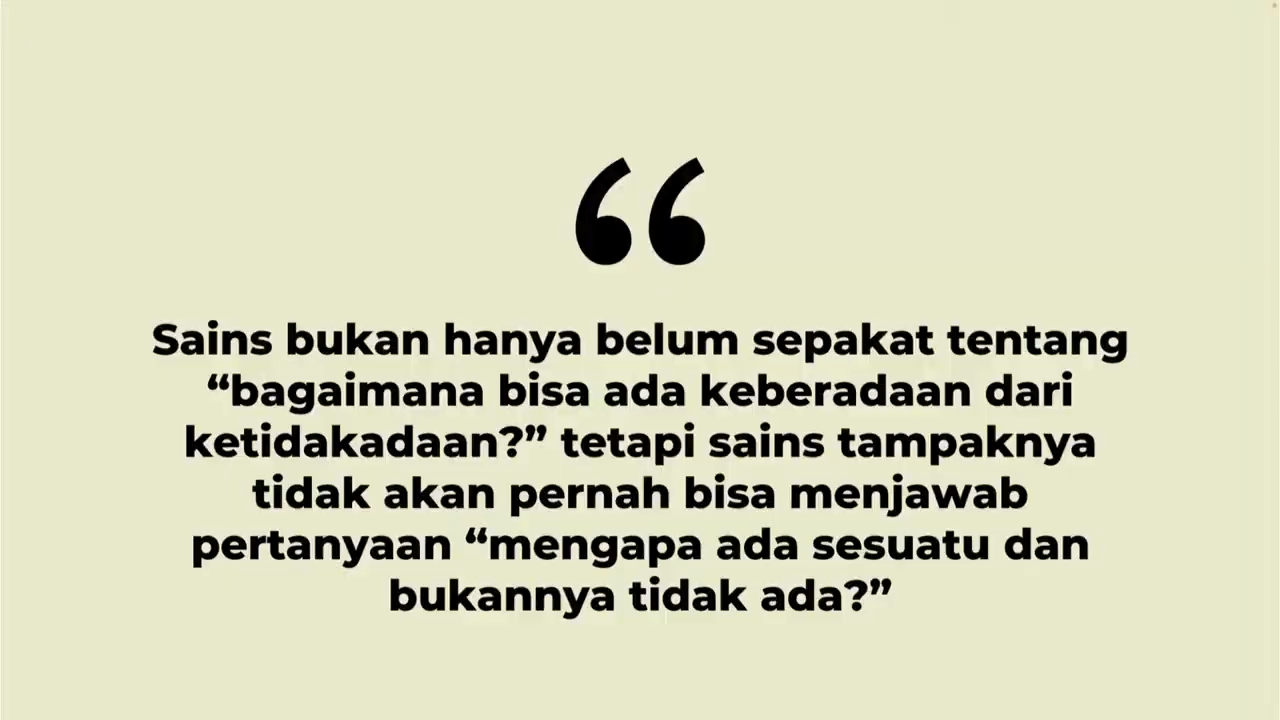 “
Sains bukan hanya belum sepakat tentang
“bagaimana bisa ada keberadaan dari
ketidakadaan?” tetapi sains tampaknya
tidak akan pernah bisa menjawab
pertanyaan “mengapa ada sesuatu dan
bukannya tidak ada?”